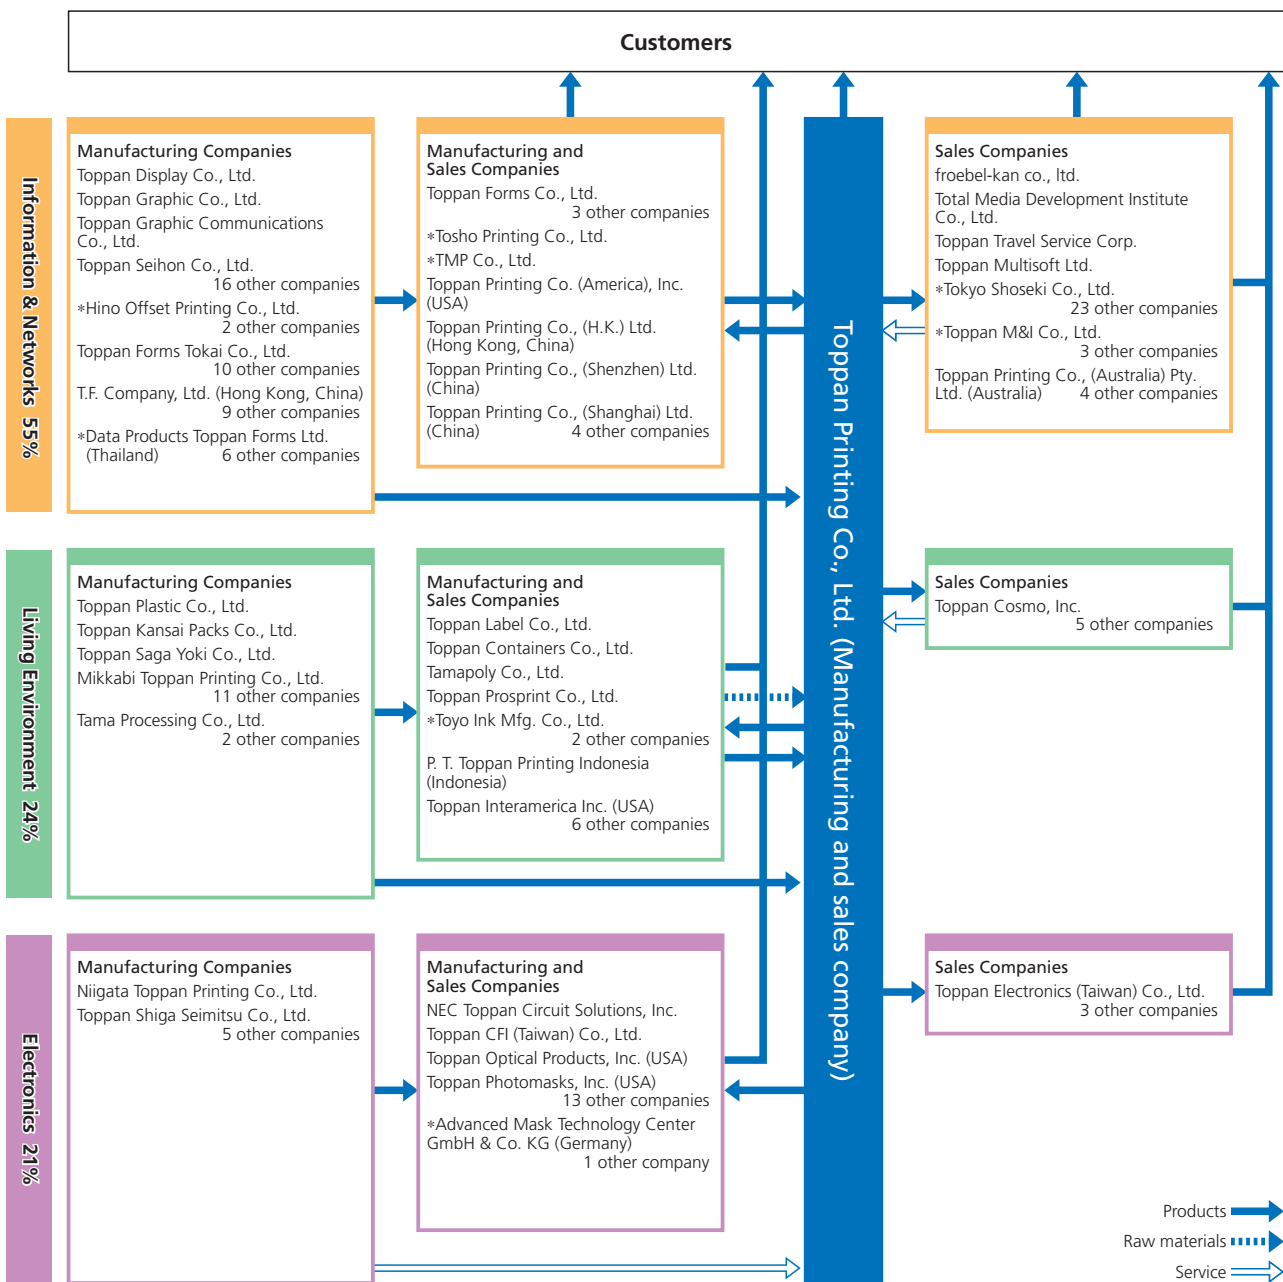 Customers
Information & Networks 55%
Manufacturing Companies
Toppan Display Co., Ltd.
Toppan Graphic Co., Ltd.
Toppan Graphic Communications
Co., Ltd.
Toppan Seihon Co., Ltd.
16 other companies
*Hino Offset Printing Co., Ltd.
2 other companies
Toppan Forms Tokai Co., Ltd.
10 other companies
T.F. Company, Ltd. (Hong Kong, China)
9 other companies
*Data Products Toppan Forms Ltd.
(Thailand) 6 other companies
Manufacturing and
Sales Companies
Toppan Forms Co., Ltd.
3 other companies
*Tosho Printing Co., Ltd.
*TMP Co., Ltd.
Toppan Printing Co. (America), Inc.
(USA)
Toppan Printing Co., (H.K.) Ltd.
(Hong Kong, China)
Toppan Printing Co., (Shenzhen) Ltd.
(China)
Toppan Printing Co., (Shanghai) Ltd.
(China) 4 other companies
Toppan Printing Co., Ltd. (Manufacturing and sales company)
Sales Companies
froebel-kan co., ltd.
Total Media Development Institute
Co., Ltd.
Toppan Travel Service Corp.
Toppan Multisoft Ltd.
*Tokyo Shoseki Co., Ltd.
23 other companies
*Toppan M&I Co., Ltd.
3 other companies
Toppan Printing Co., (Australia) Pty.
Ltd. (Australia) 4 other companies
Living Environment 24%
Manufacturing Companies
Toppan Plastic Co., Ltd.
Toppan Kansai Packs Co., Ltd.
Toppan Saga Yoki Co., Ltd.
Mikkabi Toppan Printing Co., Ltd.
11 other companies
Tama Processing Co., Ltd.
2 other companies
Manufacturing and
Sales Companies
Toppan Label Co., Ltd.
Toppan Containers Co., Ltd.
Tamapoly Co., Ltd.
Toppan Prosprint Co., Ltd.
*Toyo Ink Mfg. Co., Ltd.
2 other companies
P. T. Toppan Printing Indonesia
(Indonesia)
Toppan Interamerica Inc. (USA)
6 other companies
Sales Companies
Toppan Cosmo, Inc.
5 other companies
Electronics 21%
Manufacturing Companies
Niigata Toppan Printing Co., Ltd.
Toppan Shiga Seimitsu Co., Ltd.
5 other companies
Manufacturing and
Sales Companies
NEC Toppan Circuit Solutions, Inc.
Toppan CFI (Taiwan) Co., Ltd.
Toppan Optical Products, Inc. (USA)
Toppan Photomasks, Inc. (USA)
13 other companies
*Advanced Mask Technology Center
GmbH & Co. KG (Germany)
1 other company
Sales Companies
Toppan Electronics (Taiwan) Co., Ltd.
3 other companies
Products
Raw materials
Service